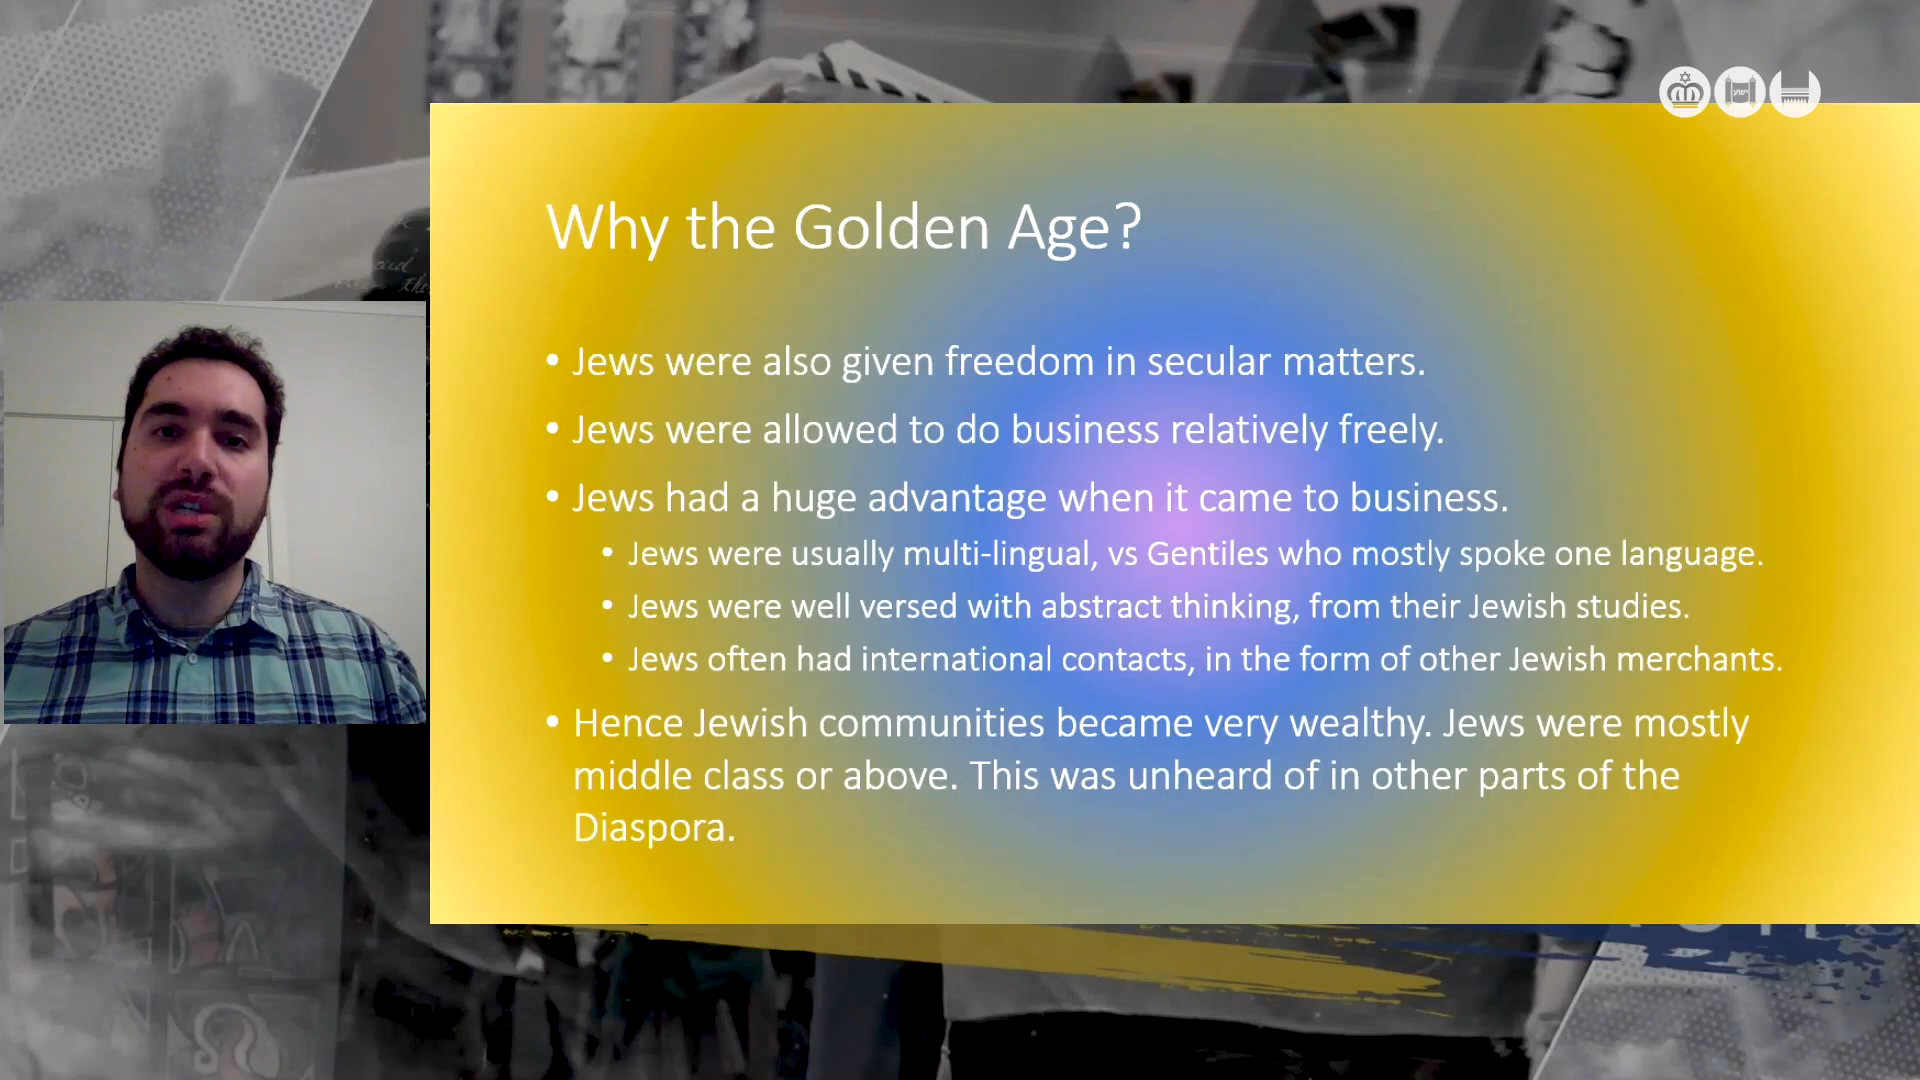 Why the Golden Age?
• Jews were also given freedom in secular matters.
• Jews were allowed to do business relatively freely.
• Jews had a huge advantage when it came to business.
• Jews were usually multi-lingual, vs Gentiles who mostly spoke one language.
• Jews were well versed with abstract thinking, from their Jewish studies.
• Jews often had international contacts, in the form of other Jewish merchants.
• Hence Jewish communities became very wealthy. Jews were mostly
middle class or above. This was unheard of in other parts of the
Diaspora.